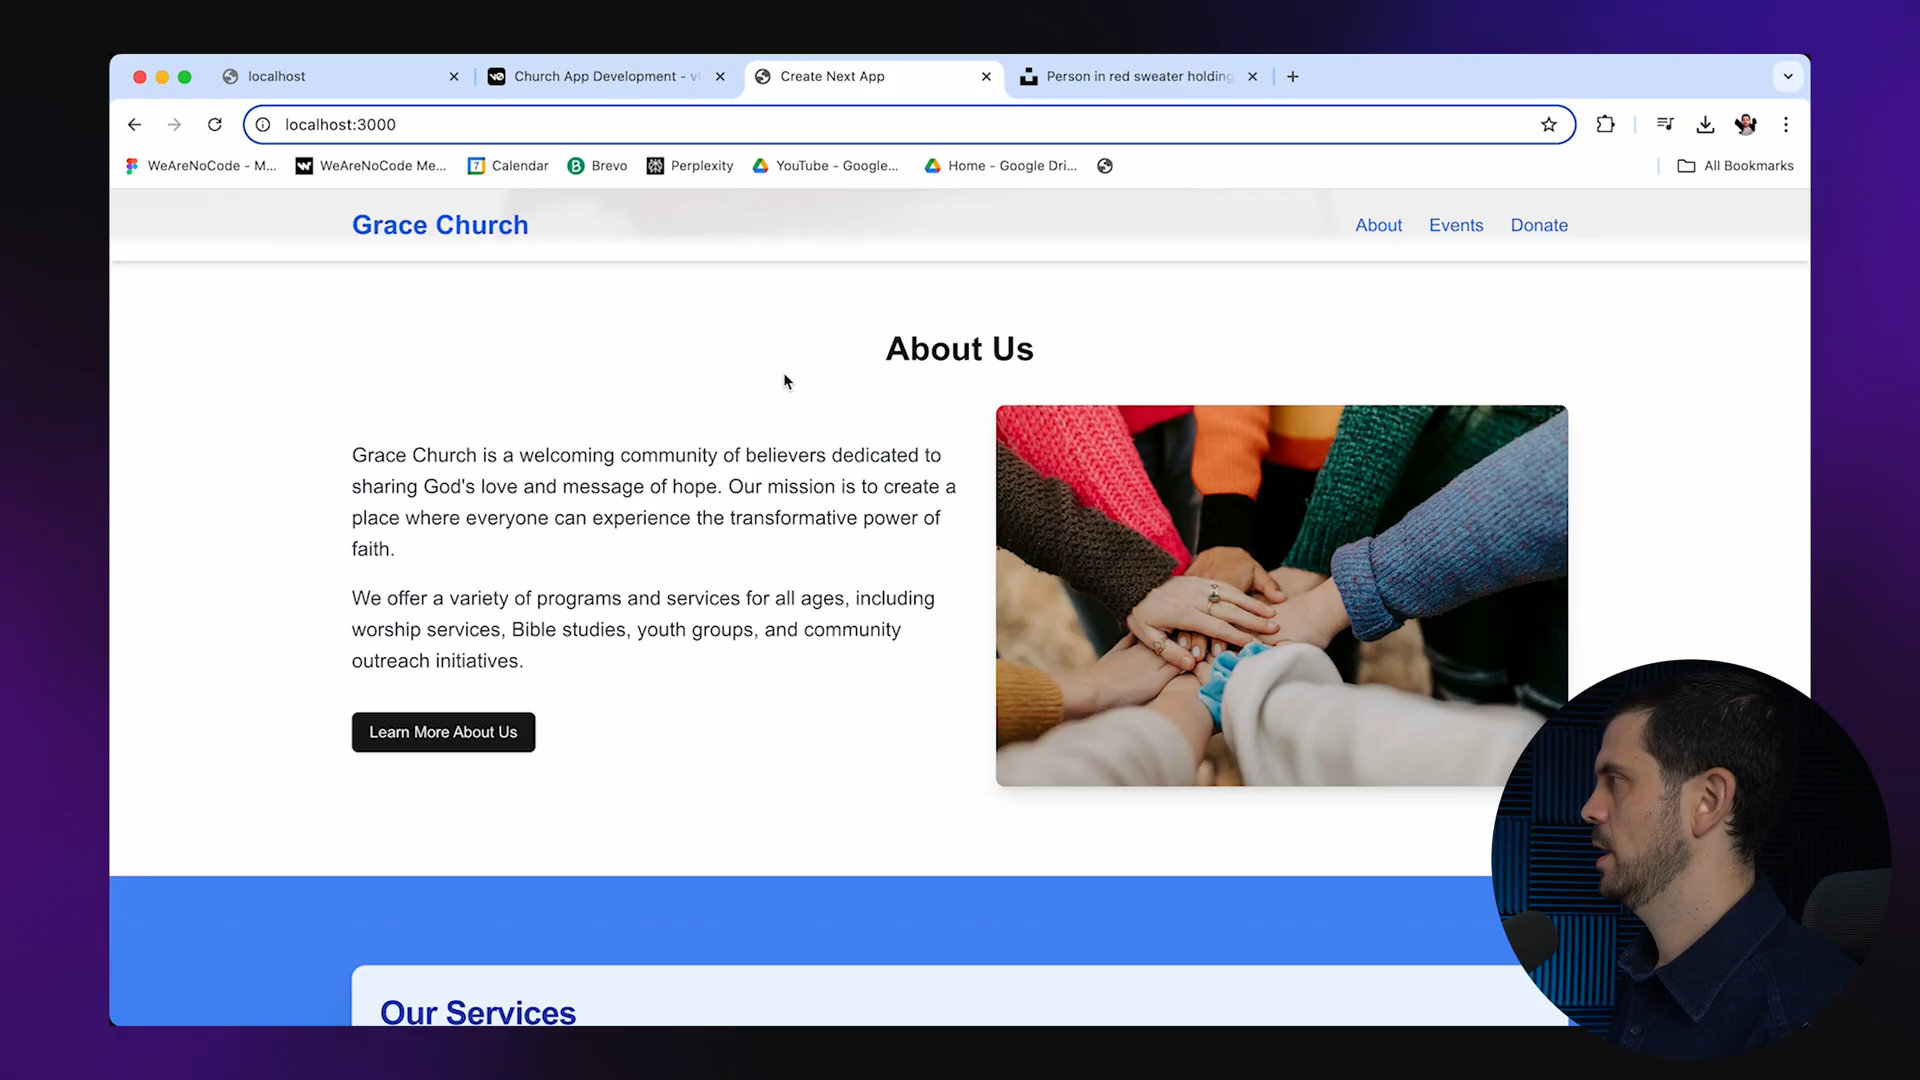 localhost
Church App Development - v
Create Next App
Person in red sweater holding
localhost:3000
WeAreNoCode - M...
WeAreNoCode Me...
7
Calendar
B
Brevo
Perplexity
YouTube - Google...
Home - Google Dri...
All Bookmarks
Grace Church
About
Events
Donate
About Us
Grace Church is a welcoming community of believers dedicated to
sharing God's love and message of hope. Our mission is to create a
place where everyone can experience the transformative power of
faith.
We offer a variety of programs and services for all ages, including
worship services, Bible studies, youth groups, and community
outreach initiatives.
Learn More About Us
Our Services